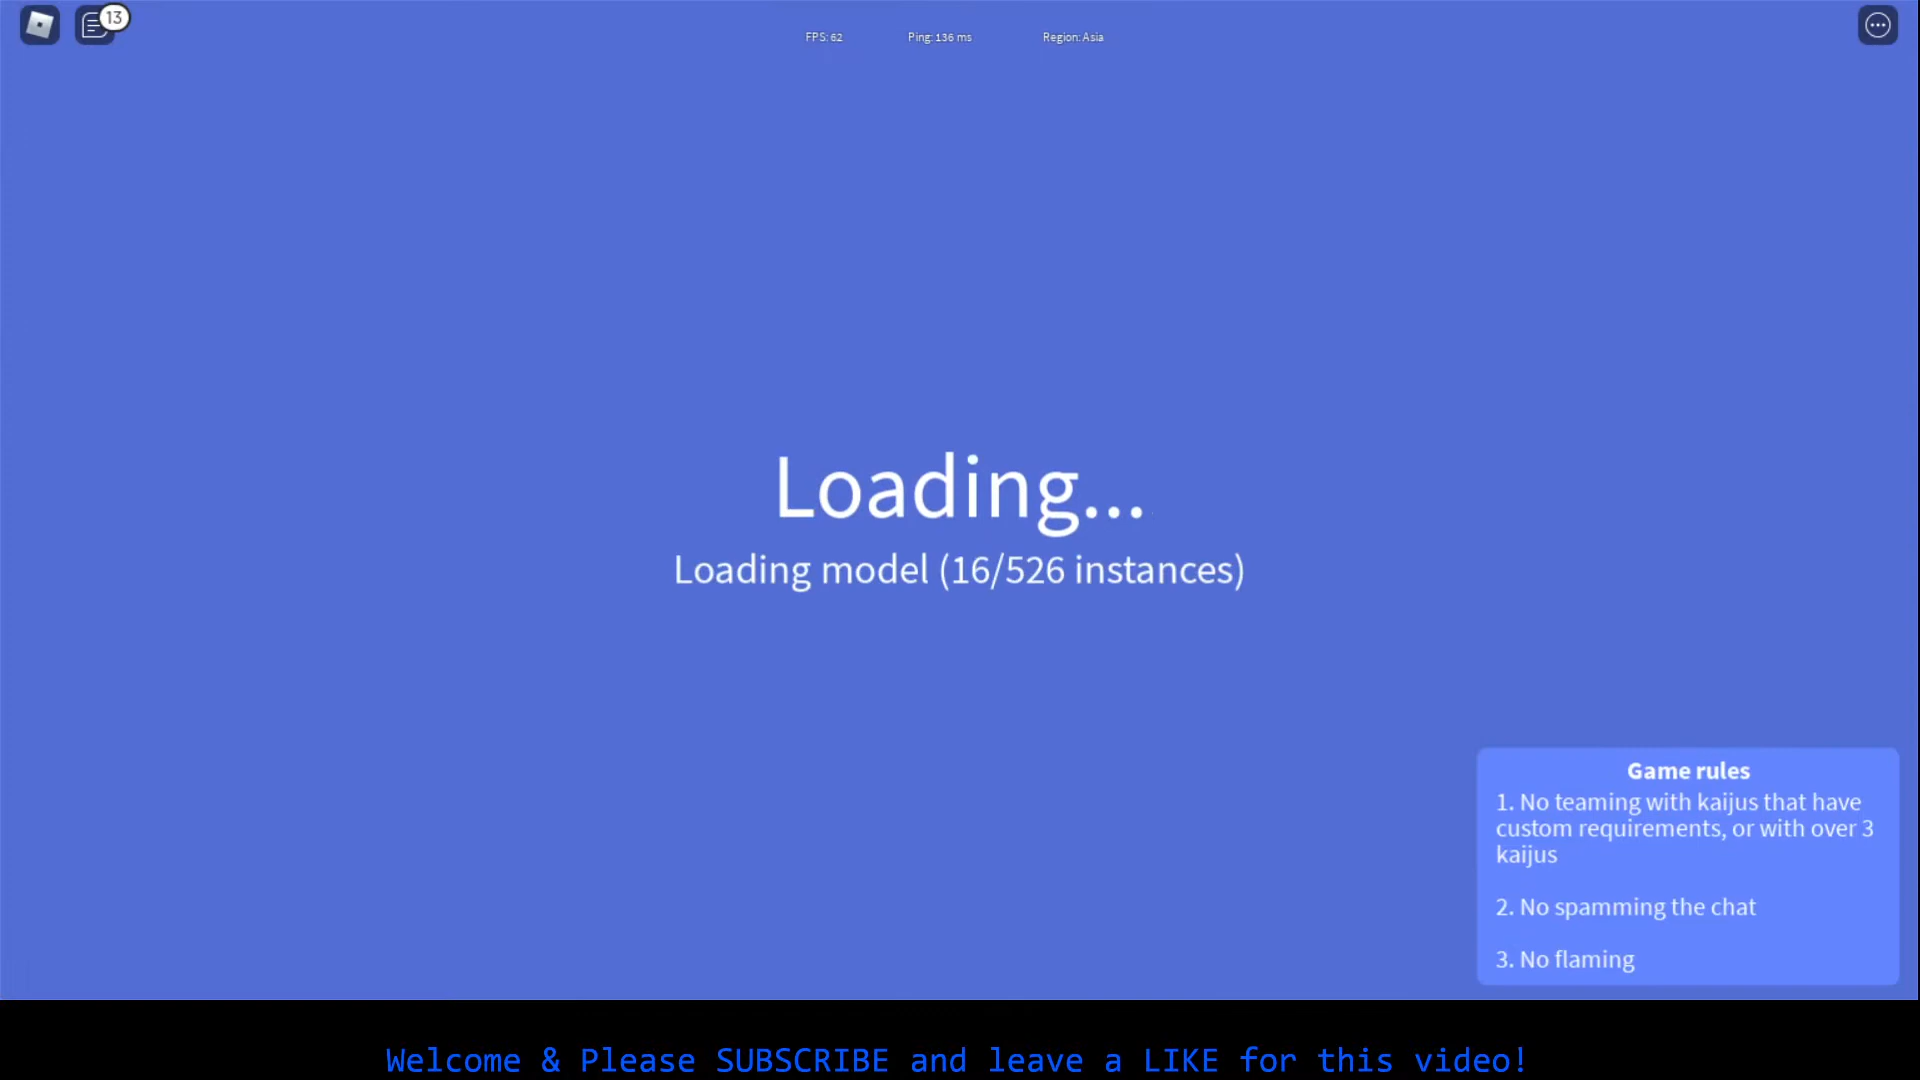 13
FPS: 62 Ping: 136 ms Region: Asia
Loading...
Loading model (16/526 instances)
Game rules
1. No teaming with kaijus that have
custom requirements, or with over 3
kaijus
2. No spamming the chat
3. No flaming
Welcome & Please SUBSCRIBE and leave a LIKE for this video!